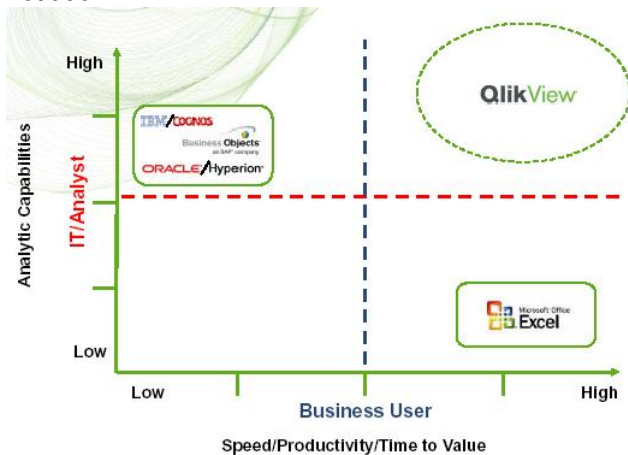 High
IBM/COGNOS
Business Objects
an SAP company
ORACLE/Hyperion
QlikView
Analytic Capabilities
IT/Analyst
Microsoft Office
Excel
Low
Low
High
Business User
Speed/Productivity/Time to Value